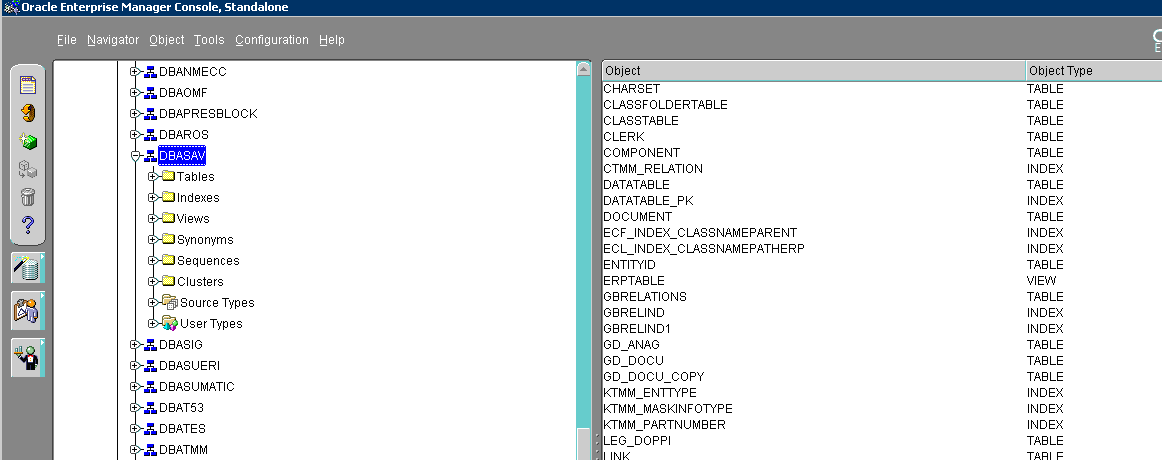 Oracle Enterprise Manager Console, Standalone
File Navigator Object Tools Configuration Help
E
DBANMECC
DBAOMF
DBAPRESBLOCK
DBAROS
DBASAV
Tables
Indexes
Views
Synonyms
Sequences
Clusters
Source Types
User Types
DBASIG
DBASUERI
DBASUMATIC
DBAT53
DBATES
DBATMM
Object Object Type
CHARSET TABLE
CLASSFOLDERTABLE TABLE
CLASSTABLE TABLE
CLERK TABLE
COMPONENT TABLE
CTMM_RELATION INDEX
DATATABLE TABLE
DATATABLE_PK INDEX
DOCUMENT TABLE
ECF_INDEX_CLASSNAMEPARENT INDEX
ECL_INDEX_CLASSNAMEPATHERP INDEX
ENTITYID TABLE
ERPTABLE VIEW
GBRELATIONS TABLE
GBRELIND INDEX
GBRELIND1 INDEX
GD_ANAG TABLE
GD_DOCU TABLE
GD_DOCU_COPY TABLE
KTMM_ENTTYPE INDEX
KTMM_MASKINFOTYPE INDEX
KTMM_PARTNUMBER INDEX
LEG_DOPPI TABLE
LINK TABLE